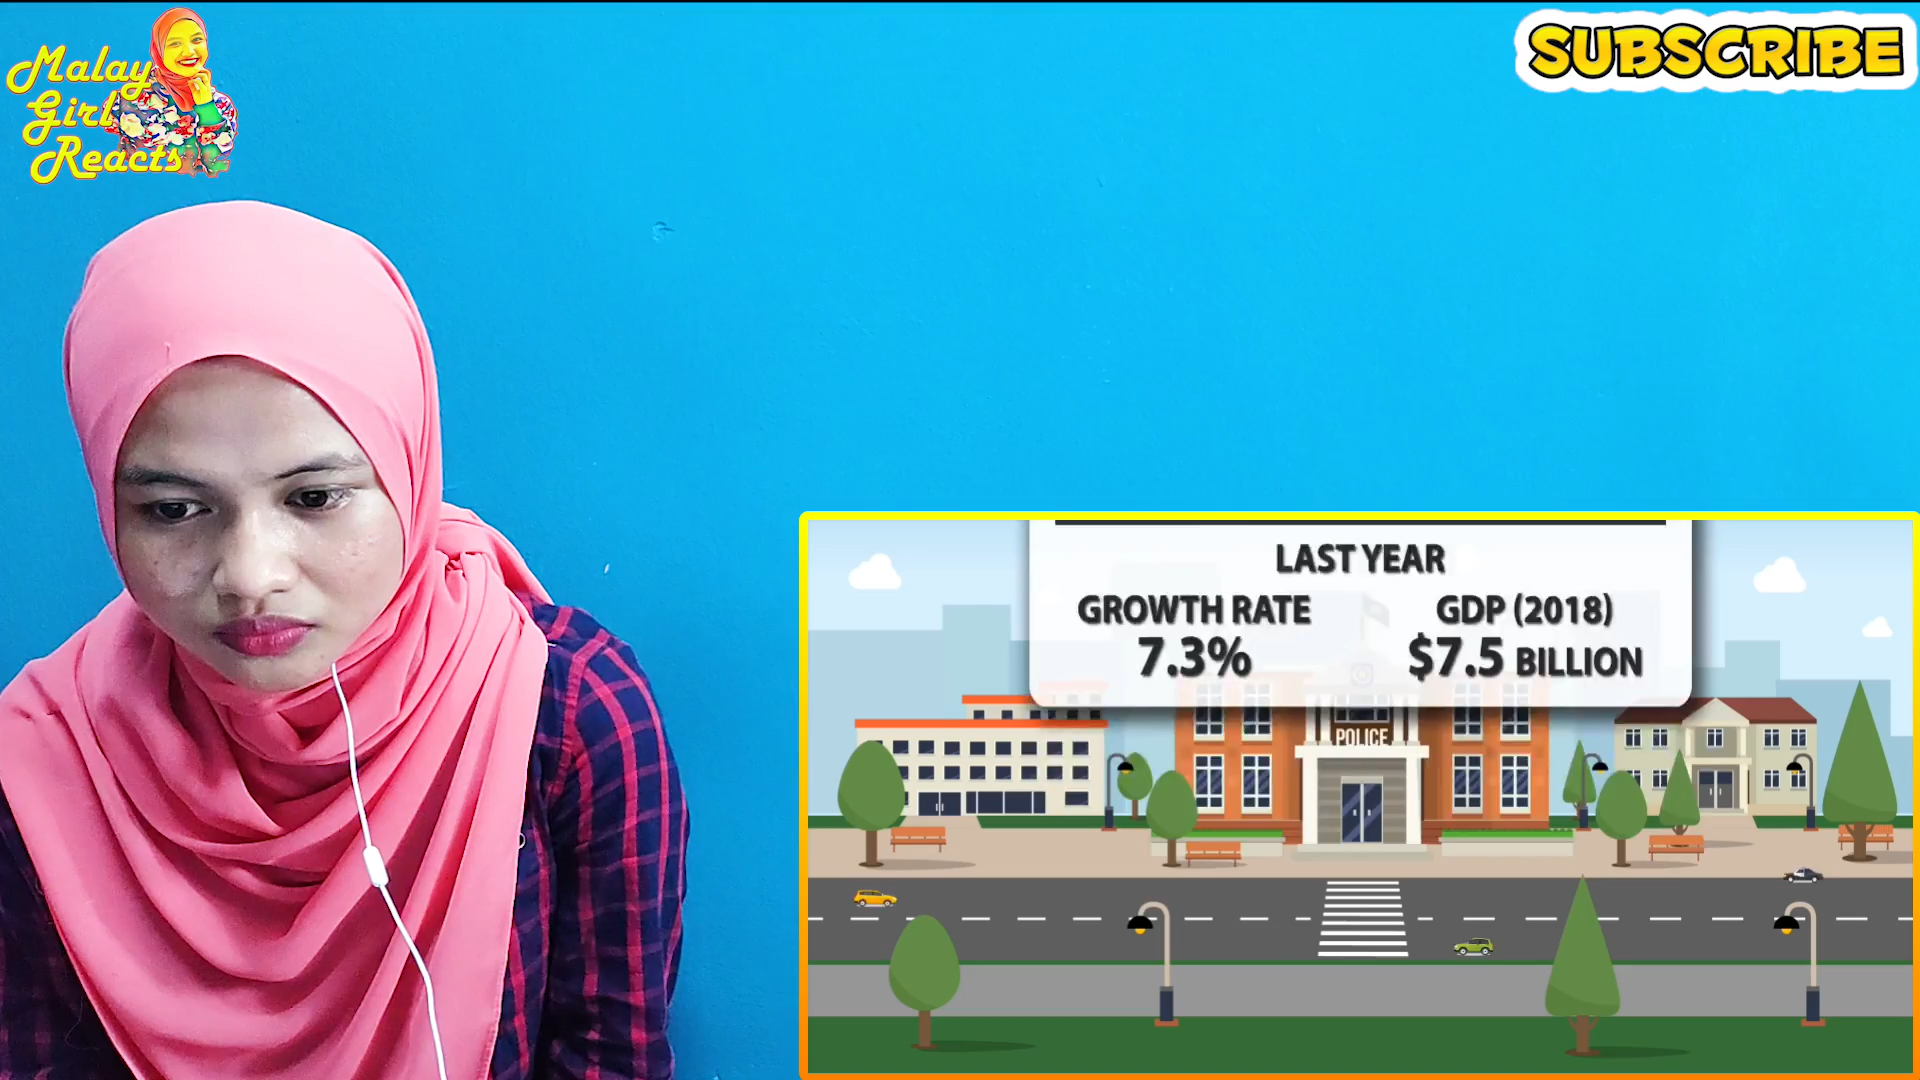 Malay
Girl
Reacts
SUBSCRIBE
LAST YEAR
GROWTH RATE GDP (2018)
7.3% $7.5 BILLION
POLICE